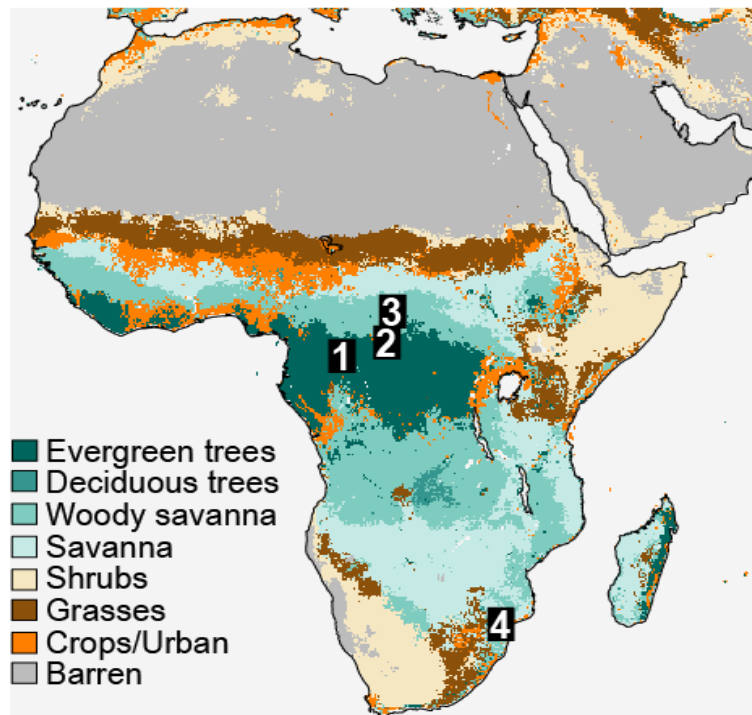 3
2
1
Evergreen trees
Deciduous trees
Woody savanna
Savanna
Shrubs
Grasses
Crops/Urban
Barren
4